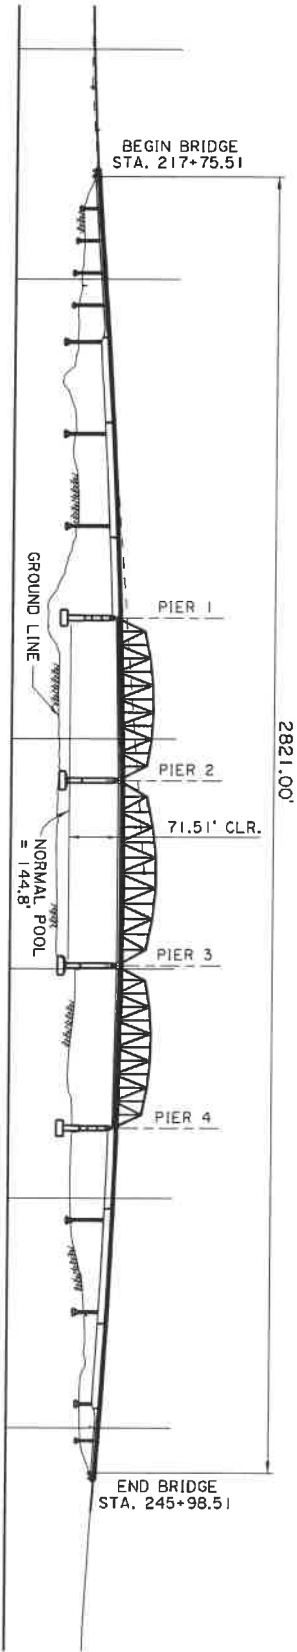 BEGIN BRIDGE
STA. 217+75.51
2821.00'
PIER 1
GROUND LINE
PIER 2
71.51' CLR.
NORMAL POOL
= 144.8'
PIER 3
PIER 4
END BRIDGE
STA. 245+98.51